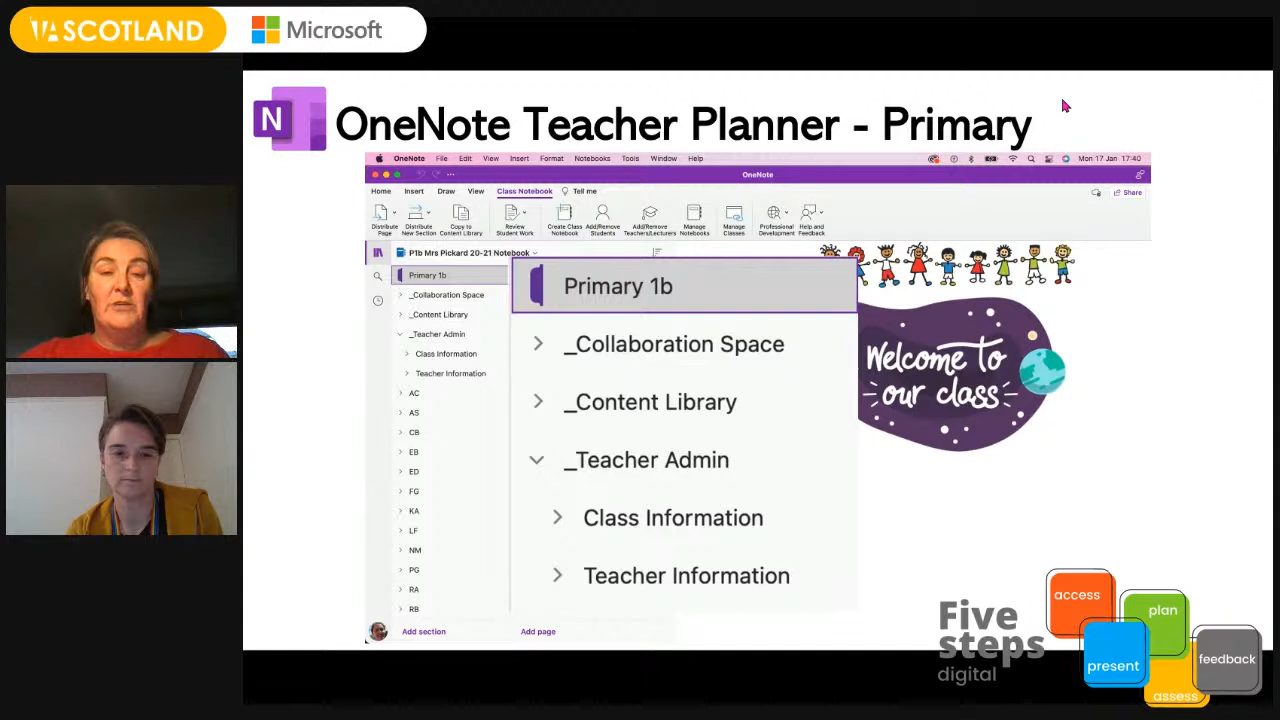 SCOTLAND
Microsoft
N
OneNote Teacher Planner - Primary
OneNote File Edit View Insert Format Notebooks Tools Window Help
Mon 17 Jan 17:40
OneNote
Home Insert Draw View Class Notebook Tell me
Share
Distribute Page
Distribute New Section
Copy to Content Library
Review Student Work
Create Class Notebook
Add/Remove Students
Add/Remove Teachers/Lecturers
Manage Notebooks
Manage Classes
Professional Development
Help and Feedback
P1b Mrs Pickard 20-21 Notebook
Primary 1b
_Collaboration Space
_Content Library
_Teacher Admin
Class Information
Teacher Information
AC
AS
CB
EB
ED
FG
KA
LF
NM
PG
RA
RB
Add section
Add page
Primary 1b
_Collaboration Space
_Content Library
_Teacher Admin
Class Information
Teacher Information
Welcome to
our class
Five
steps
digital
access
plan
present
feedback
assess